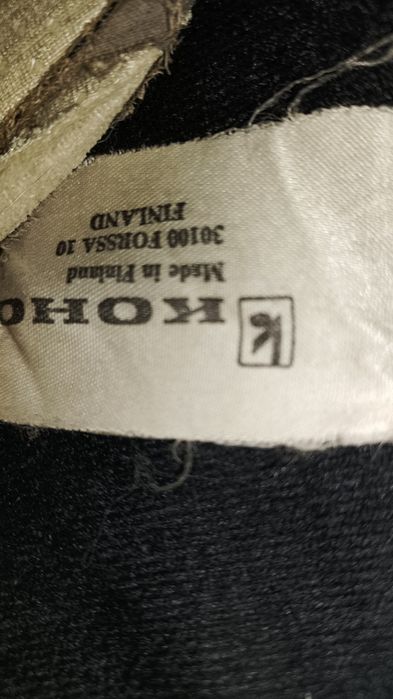 k KOHO
Made in Finland
30100 FORSSA 10
FINLAND